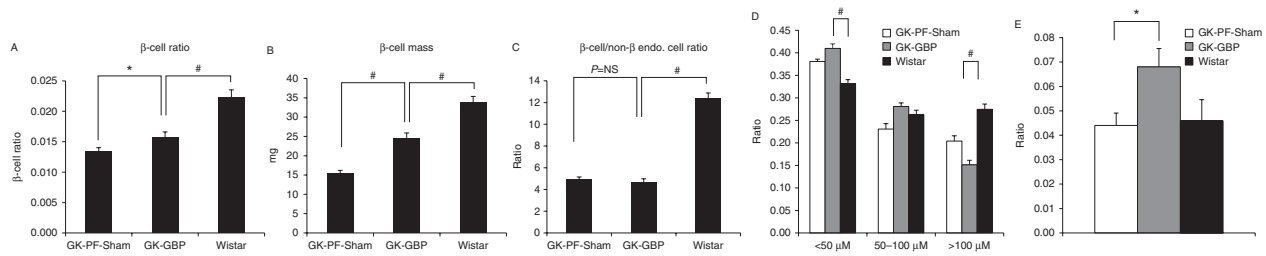 A
β-cell ratio
β-cell ratio
0.025
0.020
0.015
0.010
0.005
0.000
*
#
GK-PF-Sham GK-GBP Wistar
B
β-cell mass
mg
40
35
30
25
20
15
10
5
0
#
#
GK-PF-Sham GK-GBP Wistar
C
β-cell/non-β endo. cell ratio
Ratio
14
12
10
8
6
4
2
0
P=NS
#
GK-PF-Sham GK-GBP Wistar
D
Ratio
0.45
0.40
0.35
0.30
0.25
0.20
0.15
0.10
0.05
0.00
#
GK-PF-Sham
GK-GBP
Wistar
#
<50 µM 50–100 µM >100 µM
E
Ratio
0.08
0.07
0.06
0.05
0.04
0.03
0.02
0.01
0.00
*
GK-PF-Sham
GK-GBP
Wistar